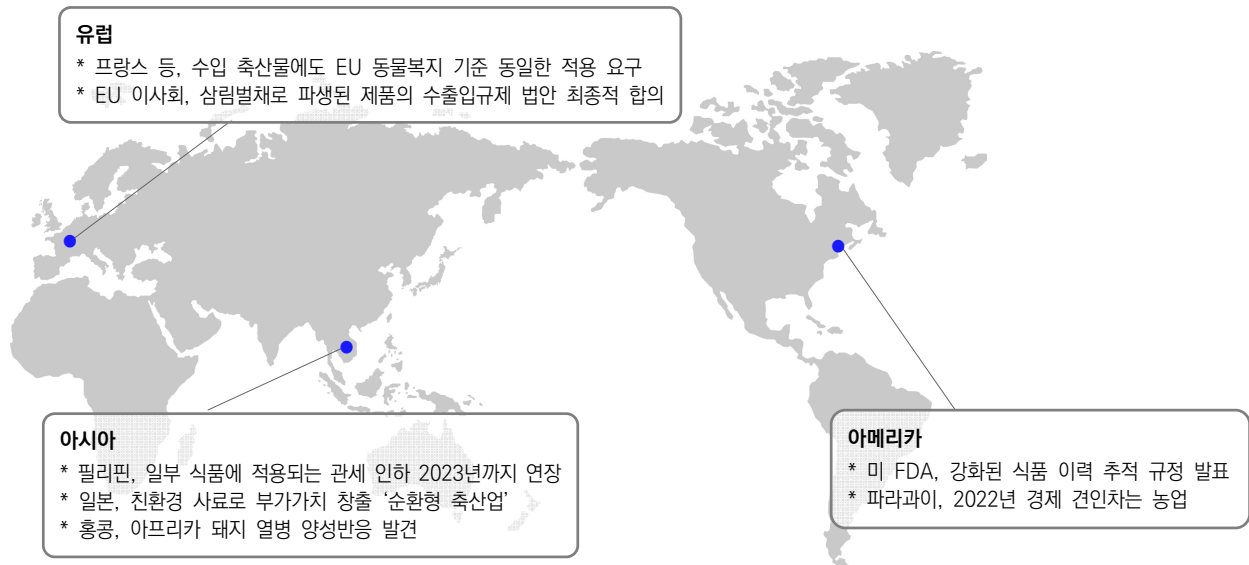 유럽
* 프랑스 등, 수입 축산물에도 EU 동물복지 기준 동일한 적용 요구
* EU 이사회, 삼림벌채로 파생된 제품의 수출입규제 법안 최종적 합의
아시아
* 필리핀, 일부 식품에 적용되는 관세 인하 2023년까지 연장
* 일본, 친환경 사료로 부가가치 창출 ‘순환형 축산업’
* 홍콩, 아프리카 돼지 열병 양성반응 발견
아메리카
* 미 FDA, 강화된 식품 이력 추적 규정 발표
* 파라과이, 2022년 경제 견인차는 농업